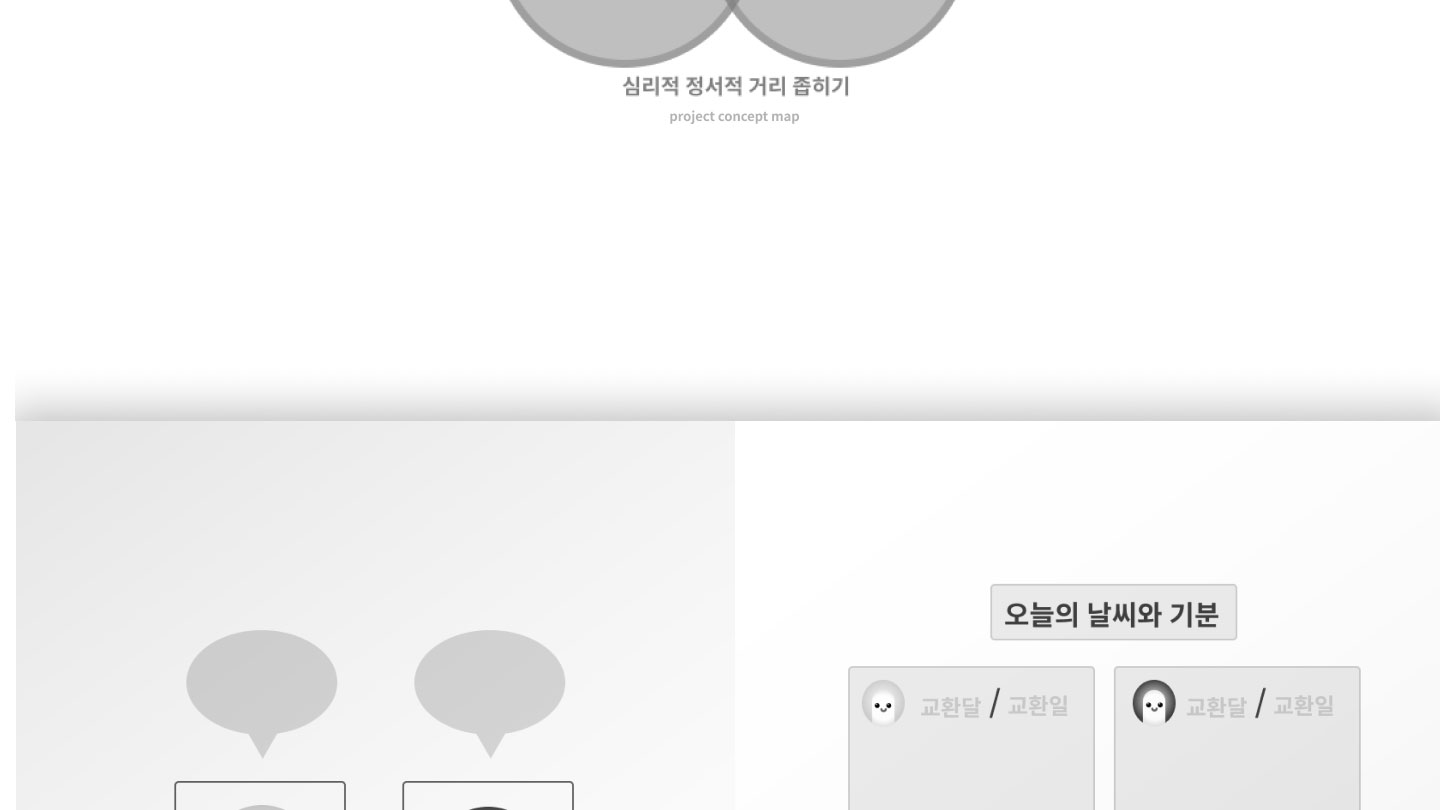 심리적 정서적 거리 좁히기
project concept map
오늘의 날씨와 기분
교환달 / 교환일
교환달 / 교환일